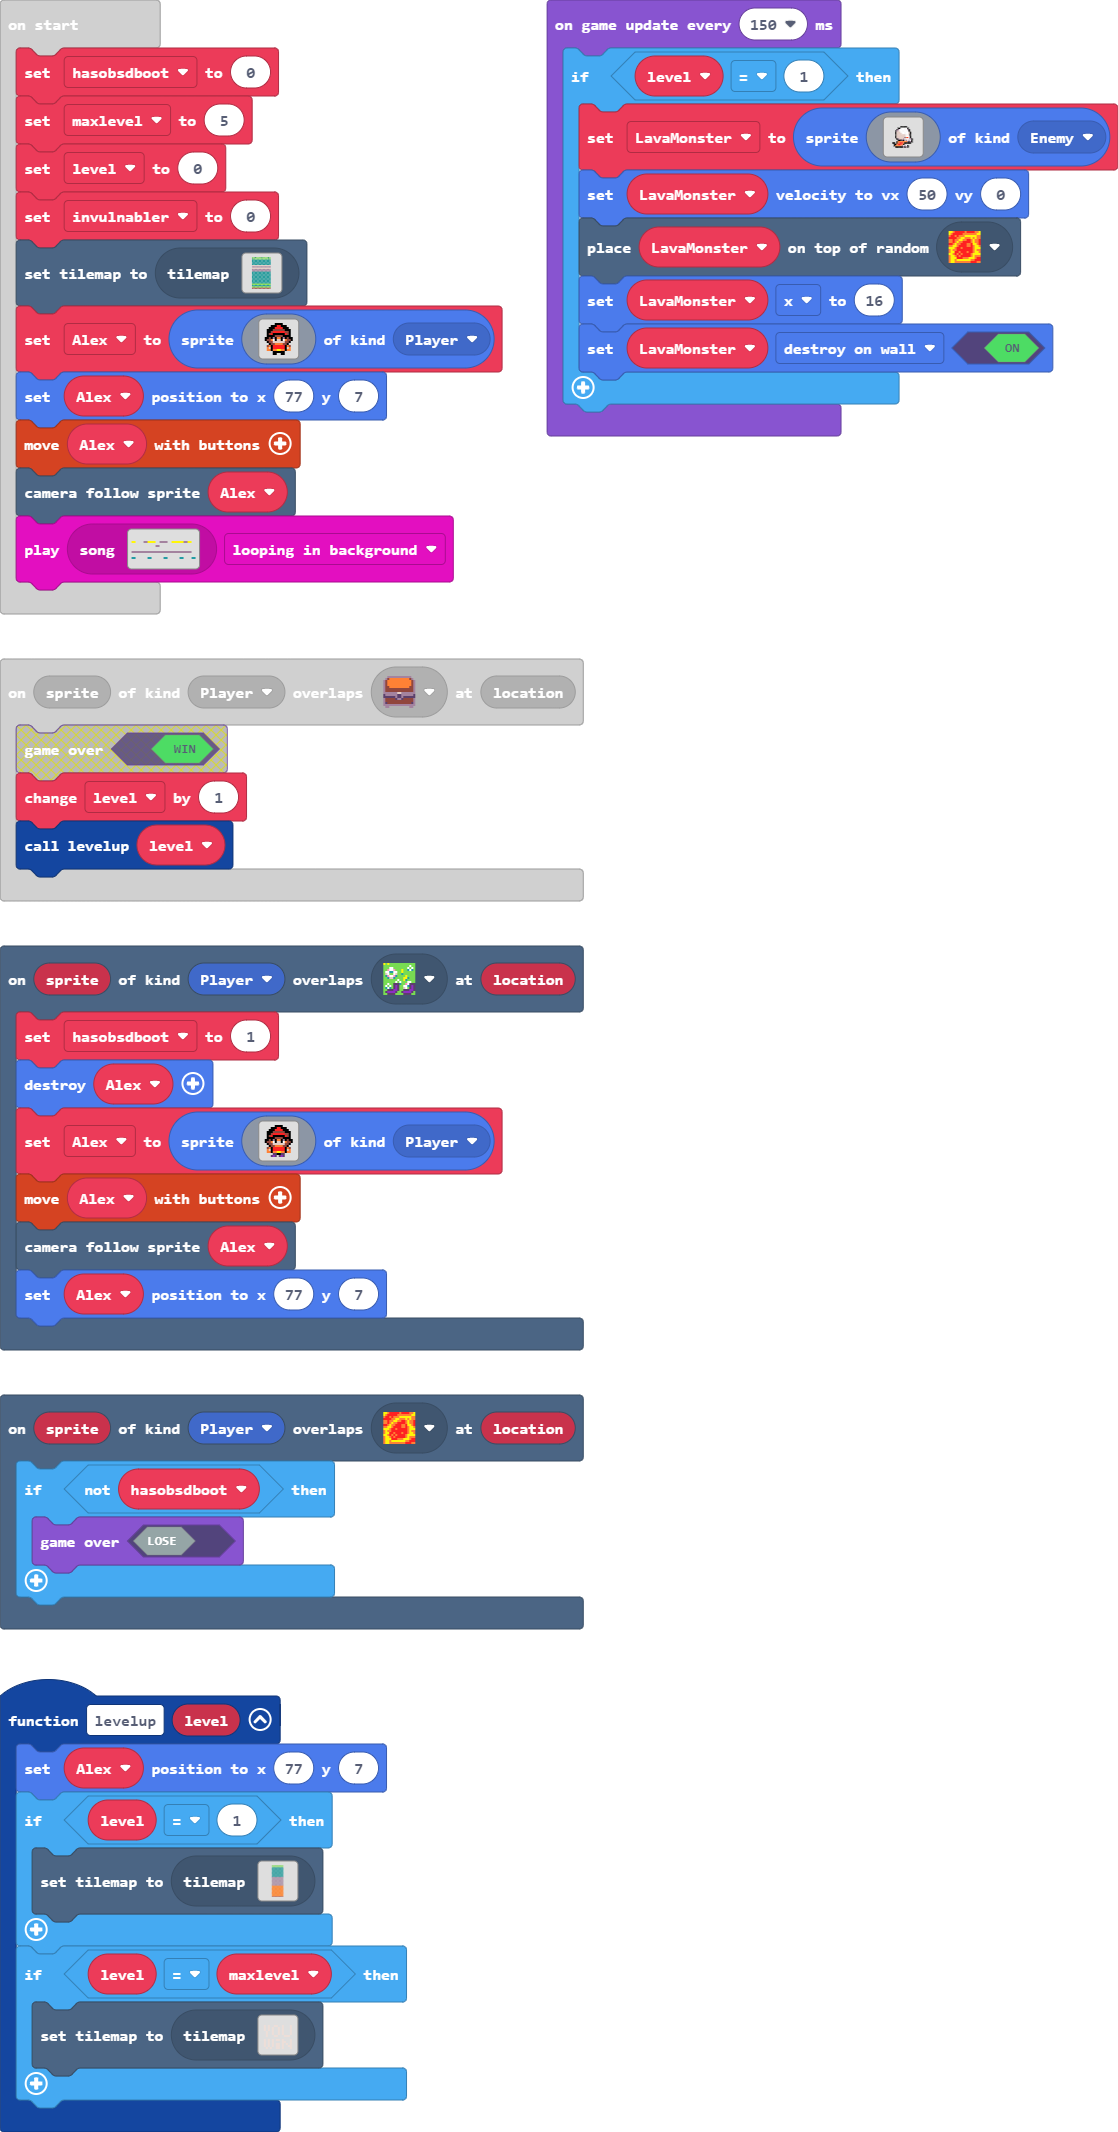 on start
set hasobsdboot to 0
set maxlevel to 5
set level to 0
set invulnabler to 0
set tilemap to tilemap
set Alex to sprite of kind Player
set Alex position to x 77 y 7
move Alex with buttons
camera follow sprite Alex
play song looping in background
on game update every 150 ms
if level = 1 then
set LavaMonster to sprite of kind Enemy
set LavaMonster velocity to vx 50 vy 0
place LavaMonster on top of random
set LavaMonster x to 16
set LavaMonster destroy on wall ON
on sprite of kind Player overlaps at location
game over WIN
change level by 1
call levelup level
on sprite of kind Player overlaps at location
set hasobsdboot to 1
destroy Alex
set Alex to sprite of kind Player
move Alex with buttons
camera follow sprite Alex
set Alex position to x 77 y 7
on sprite of kind Player overlaps at location
if not hasobsdboot then
game over LOSE
function levelup level
set Alex position to x 77 y 7
if level = 1 then
set tilemap to tilemap
if level = maxlevel then
set tilemap to tilemap